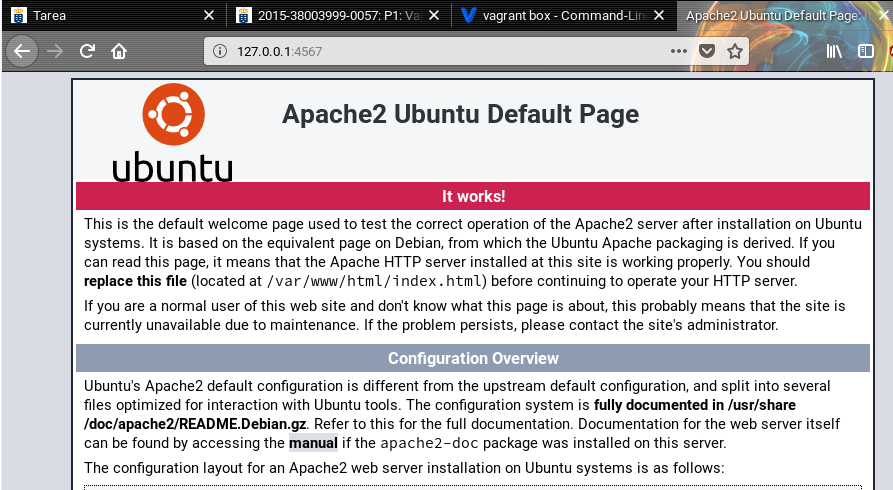 Tarea
2015-38003999-0057: P1: Va
vagrant box - Command-Lin
Apache2 Ubuntu Default Page:
127.0.0.1:4567
ubuntu
Apache2 Ubuntu Default Page
It works!
This is the default welcome page used to test the correct operation of the Apache2 server after installation on Ubuntu
systems. It is based on the equivalent page on Debian, from which the Ubuntu Apache packaging is derived. If you
can read this page, it means that the Apache HTTP server installed at this site is working properly. You should
replace this file (located at /var/www/html/index.html) before continuing to operate your HTTP server.
If you are a normal user of this web site and don't know what this page is about, this probably means that the site is
currently unavailable due to maintenance. If the problem persists, please contact the site's administrator.
Configuration Overview
Ubuntu's Apache2 default configuration is different from the upstream default configuration, and split into several
files optimized for interaction with Ubuntu tools. The configuration system is fully documented in /usr/share
/doc/apache2/README.Debian.gz. Refer to this for the full documentation. Documentation for the web server itself
can be found by accessing the manual if the apache2-doc package was installed on this server.
The configuration layout for an Apache2 web server installation on Ubuntu systems is as follows: